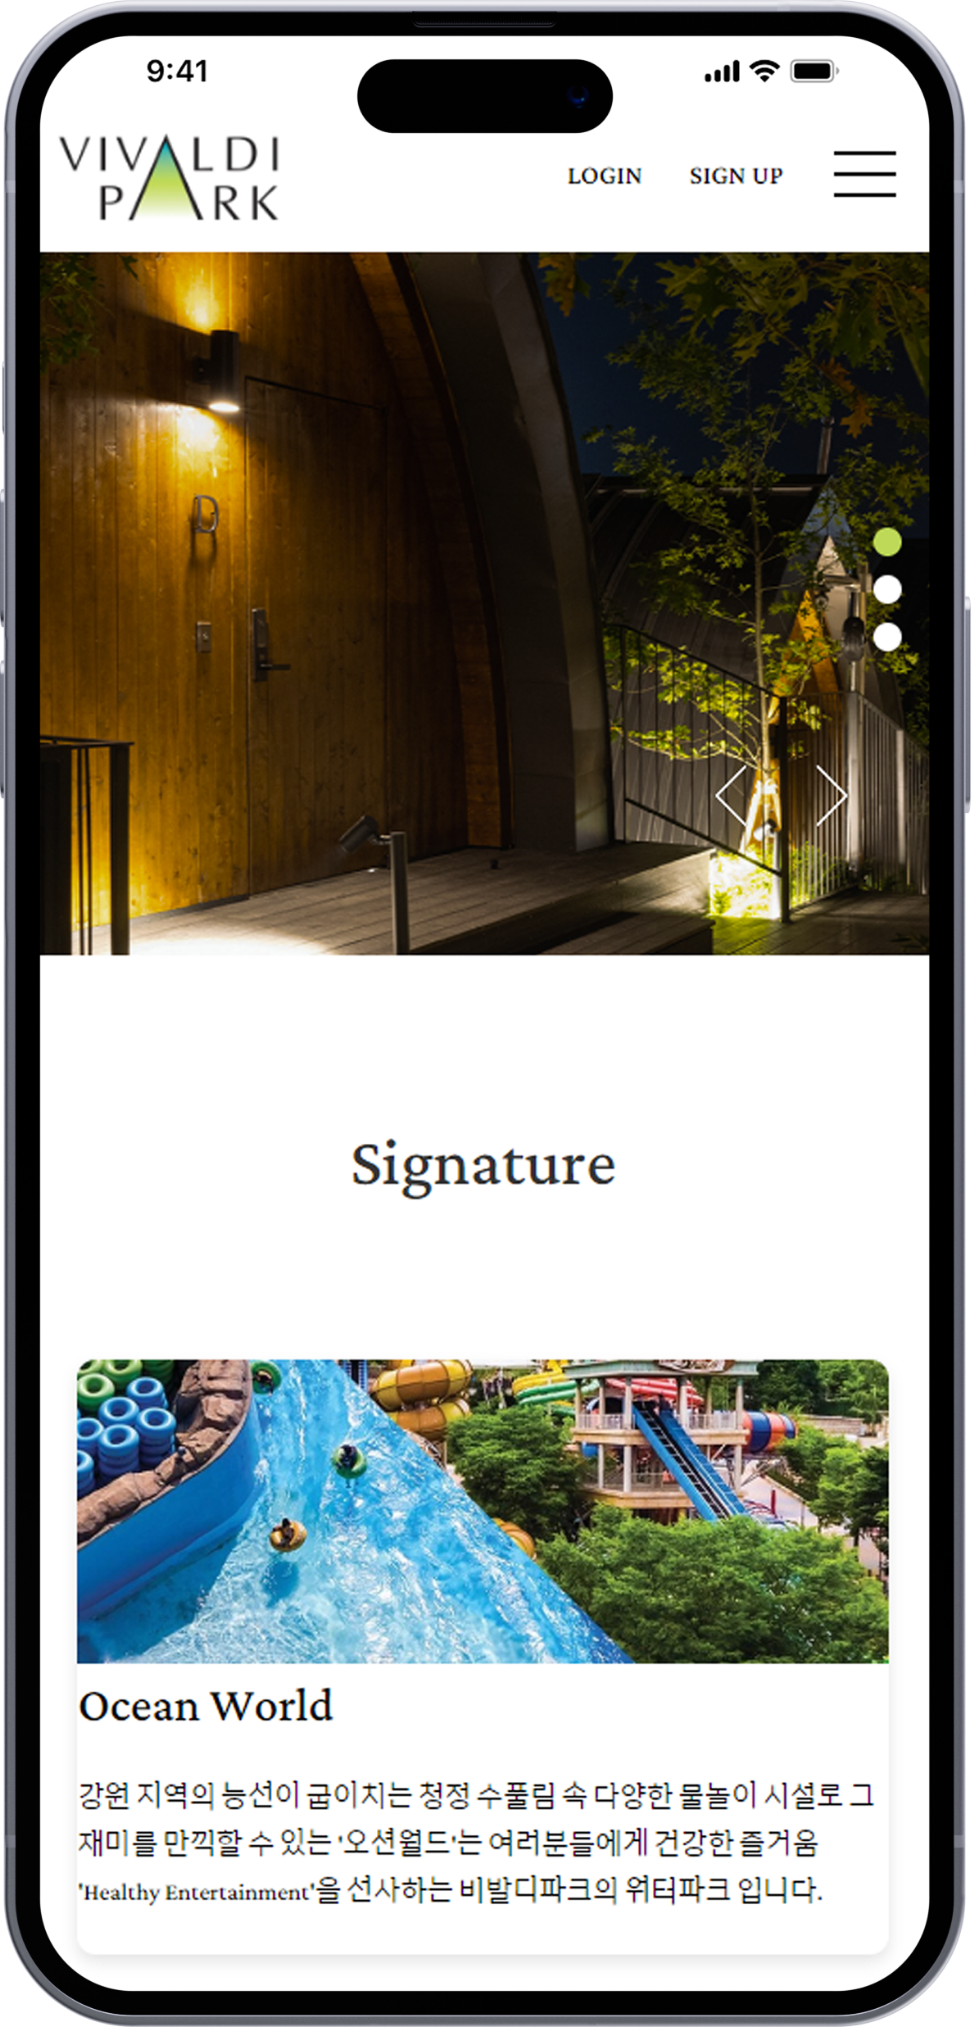 9:41
VIVALDI
PARK
LOGIN SIGN UP
D
Signature
Ocean World
강원 지역의 능선이 굽이치는 청정 수풀림 속 다양한 물놀이 시설로 그
재미를 만끽할 수 있는 '오션월드'는 여러분들에게 건강한 즐거움
'Healthy Entertainment'을 선사하는 비발디파크의 워터파크 입니다.